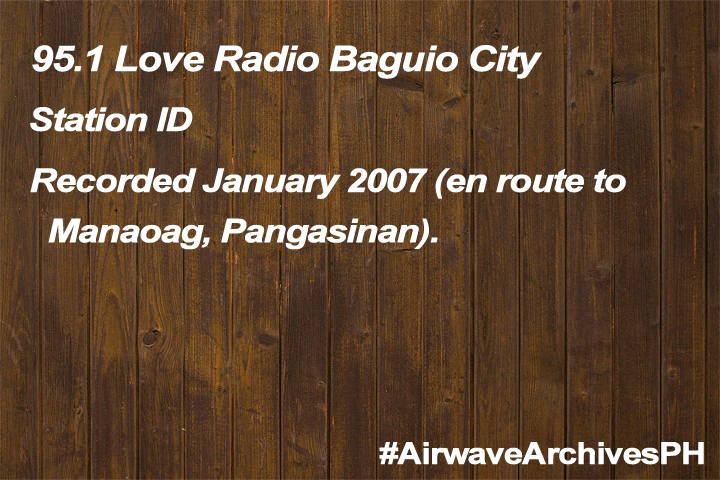 95.1 Love Radio Baguio City
Station ID
Recorded January 2007 (en route to
Manaoag, Pangasinan).
#AirwaveArchivesPH